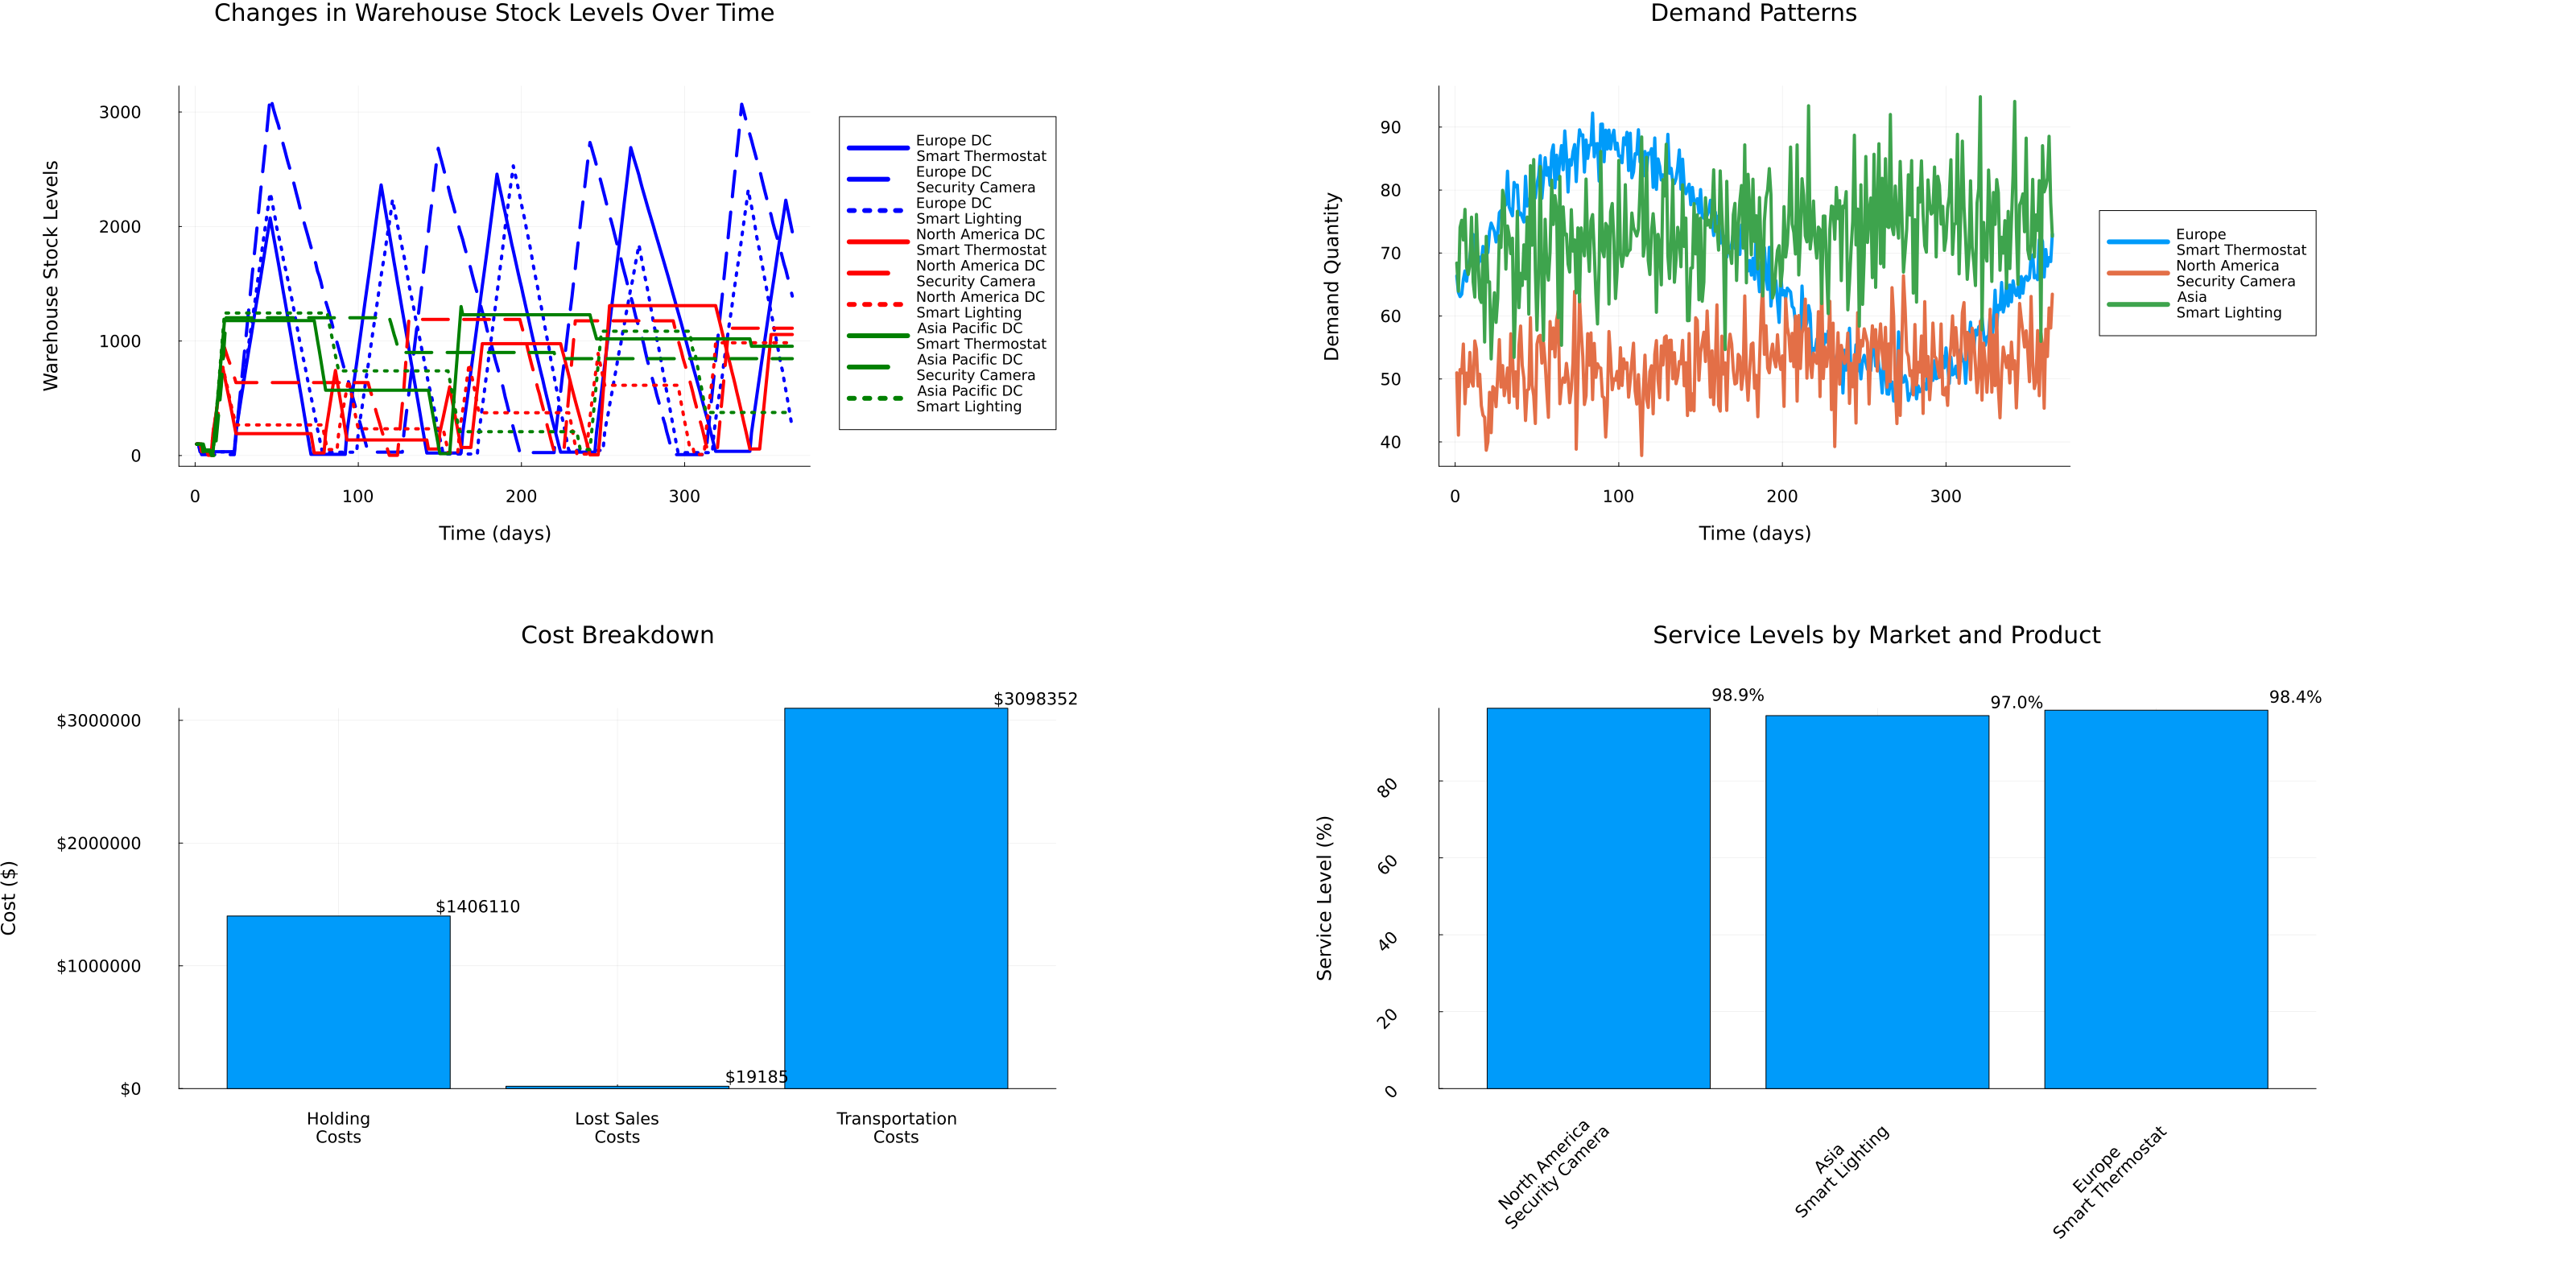 Changes in Warehouse Stock Levels Over Time
Warehouse Stock Levels
3000
2000
1000
0
0
100
200
300
Time (days)
Europe DC
Smart Thermostat
Europe DC
Security Camera
Europe DC
Smart Lighting
North America DC
Smart Thermostat
North America DC
Security Camera
North America DC
Smart Lighting
Asia Pacific DC
Smart Thermostat
Asia Pacific DC
Security Camera
Asia Pacific DC
Smart Lighting
Demand Patterns
Demand Quantity
90
80
70
60
50
40
0
100
200
300
Time (days)
Europe
Smart Thermostat
North America
Security Camera
Asia
Smart Lighting
Cost Breakdown
Cost ($)
$3000000
$2000000
$1000000
$0
$1406110
$19185
$3098352
Holding
Costs
Lost Sales
Costs
Transportation
Costs
Service Levels by Market and Product
Service Level (%)
80
60
40
20
0
98.9%
97.0%
98.4%
North America
Security Camera
Asia
Smart Lighting
Europe
Smart Thermostat